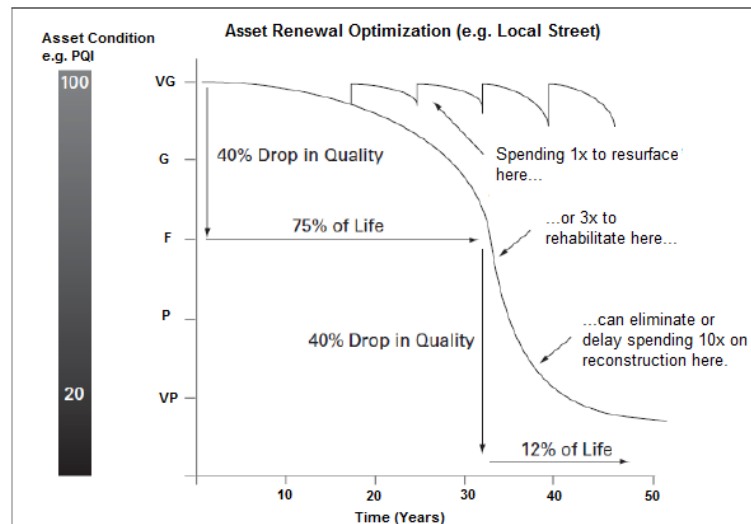 Asset Renewal Optimization (e.g. Local Street)
Asset Condition
e.g. PQI
100
20
VG
G
F
P
VP
40% Drop in Quality
75% of Life
Spending 1x to resurface
here...
...or 3x to
rehabilitate here...
40% Drop in Quality
...can eliminate or
delay spending 10x on
reconstruction here.
12% of Life
10
20
30
40
50
Time (Years)